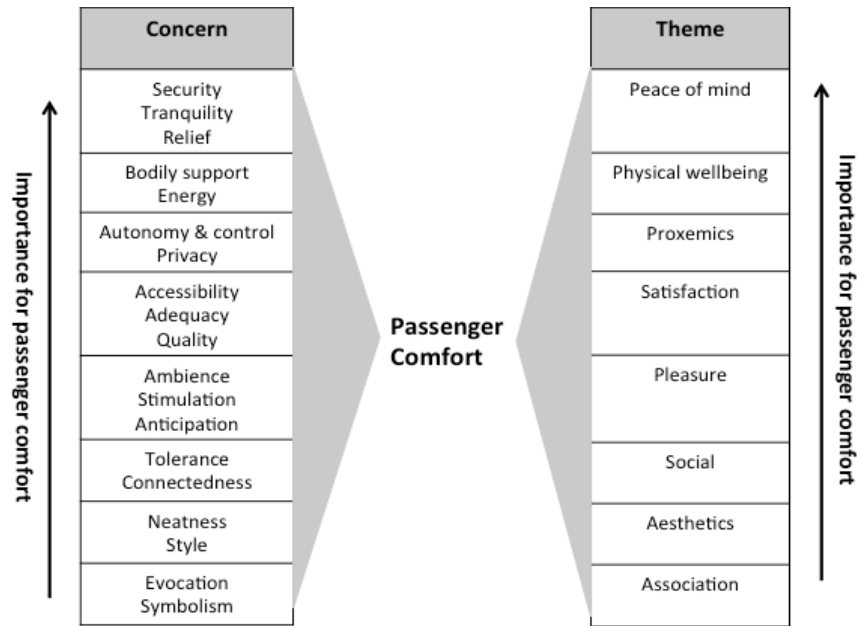 Concern
Security
Tranquility
Relief
Bodily support
Energy
Autonomy & control
Privacy
Accessibility
Adequacy
Quality
Ambience
Stimulation
Anticipation
Tolerance
Connectedness
Neatness
Style
Evocation
Symbolism
Importance for passenger comfort
Passenger
Comfort
Theme
Peace of mind
Physical wellbeing
Proxemics
Satisfaction
Pleasure
Social
Aesthetics
Association
Importance for passenger comfort